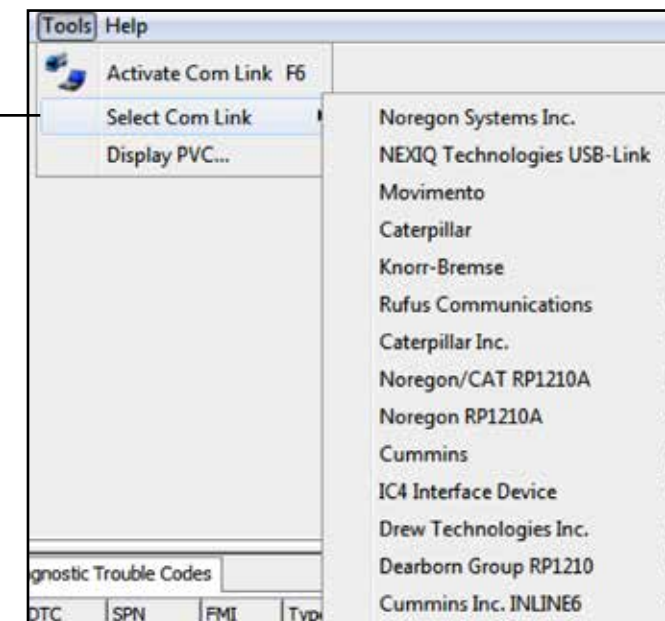 Tools Help
Activate Com Link F6
Select Com Link
Display PVC...
Noregon Systems Inc.
NEXIQ Technologies USB-Link
Movimento
Caterpillar
Knorr-Bremse
Rufus Communications
Caterpillar Inc.
Noregon/CAT RP1210A
Noregon RP1210A
Cummins
IC4 Interface Device
Drew Technologies Inc.
Dearborn Group RP1210
Cummins Inc. INLINE6
gnostic Trouble Codes
DTC SPN FMI Type